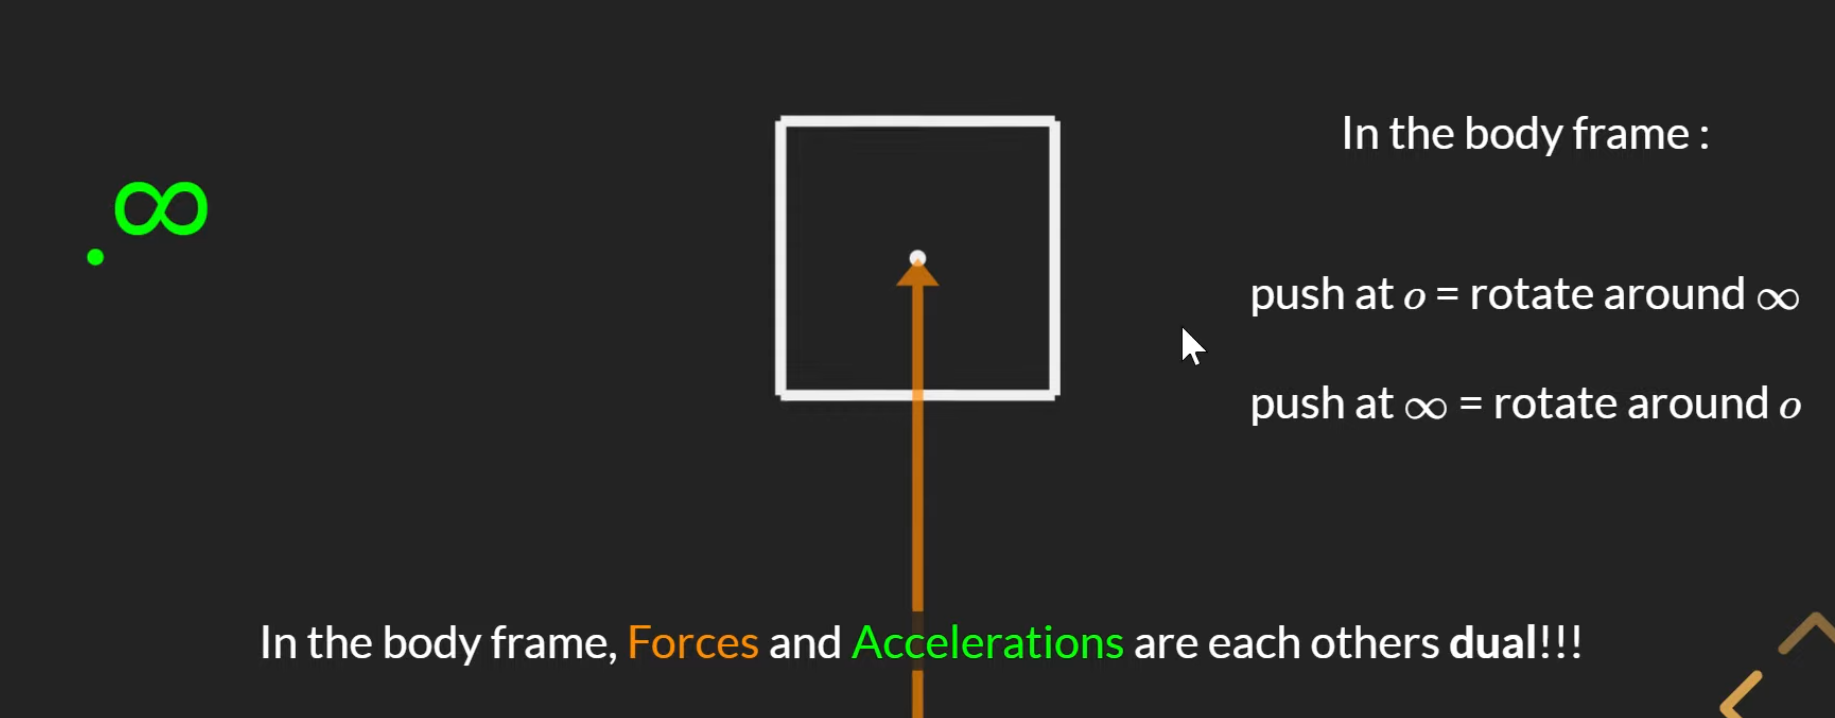 In the body frame :
∞
push at o = rotate around ∞
push at ∞ = rotate around o
In the body frame, Forces and Accelerations are each others dual!!!